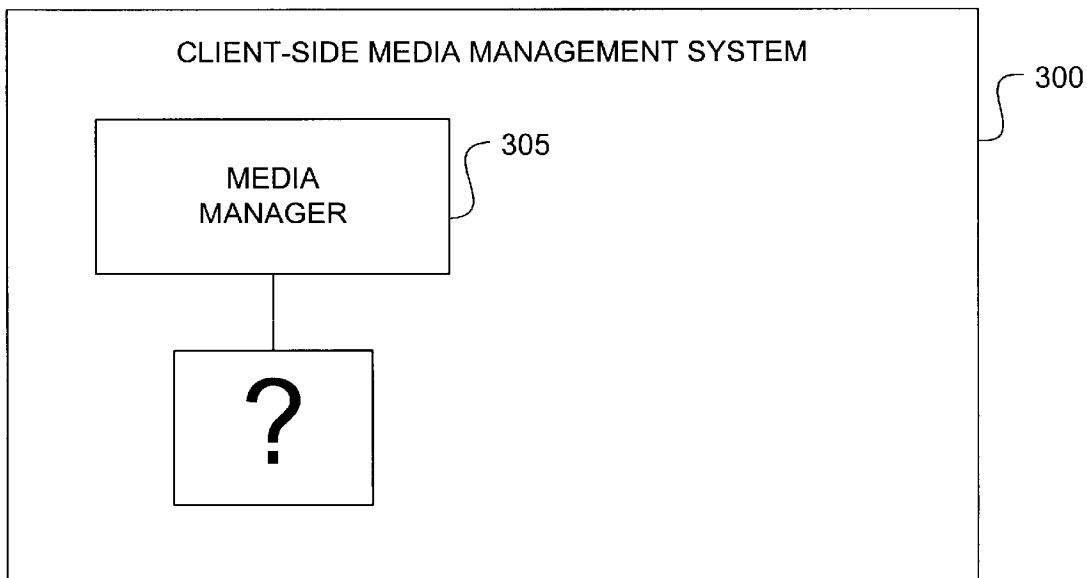 CLIENT-SIDE MEDIA MANAGEMENT SYSTEM
300
305
MEDIA
MANAGER
?